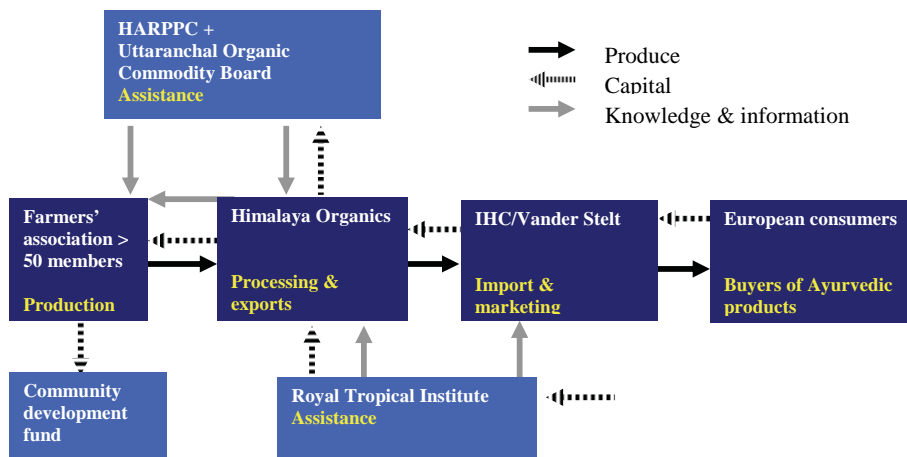 HARPPC +
Uttaranchal Organic
Commodity Board
Assistance
Produce
Capital
Knowledge & information
Farmers’
association >
50 members
Production
Himalaya Organics
Processing &
exports
IHC/Vander Stelt
Import &
marketing
European consumers
Buyers of Ayurvedic
products
Community
development
fund
Royal Tropical Institute
Assistance